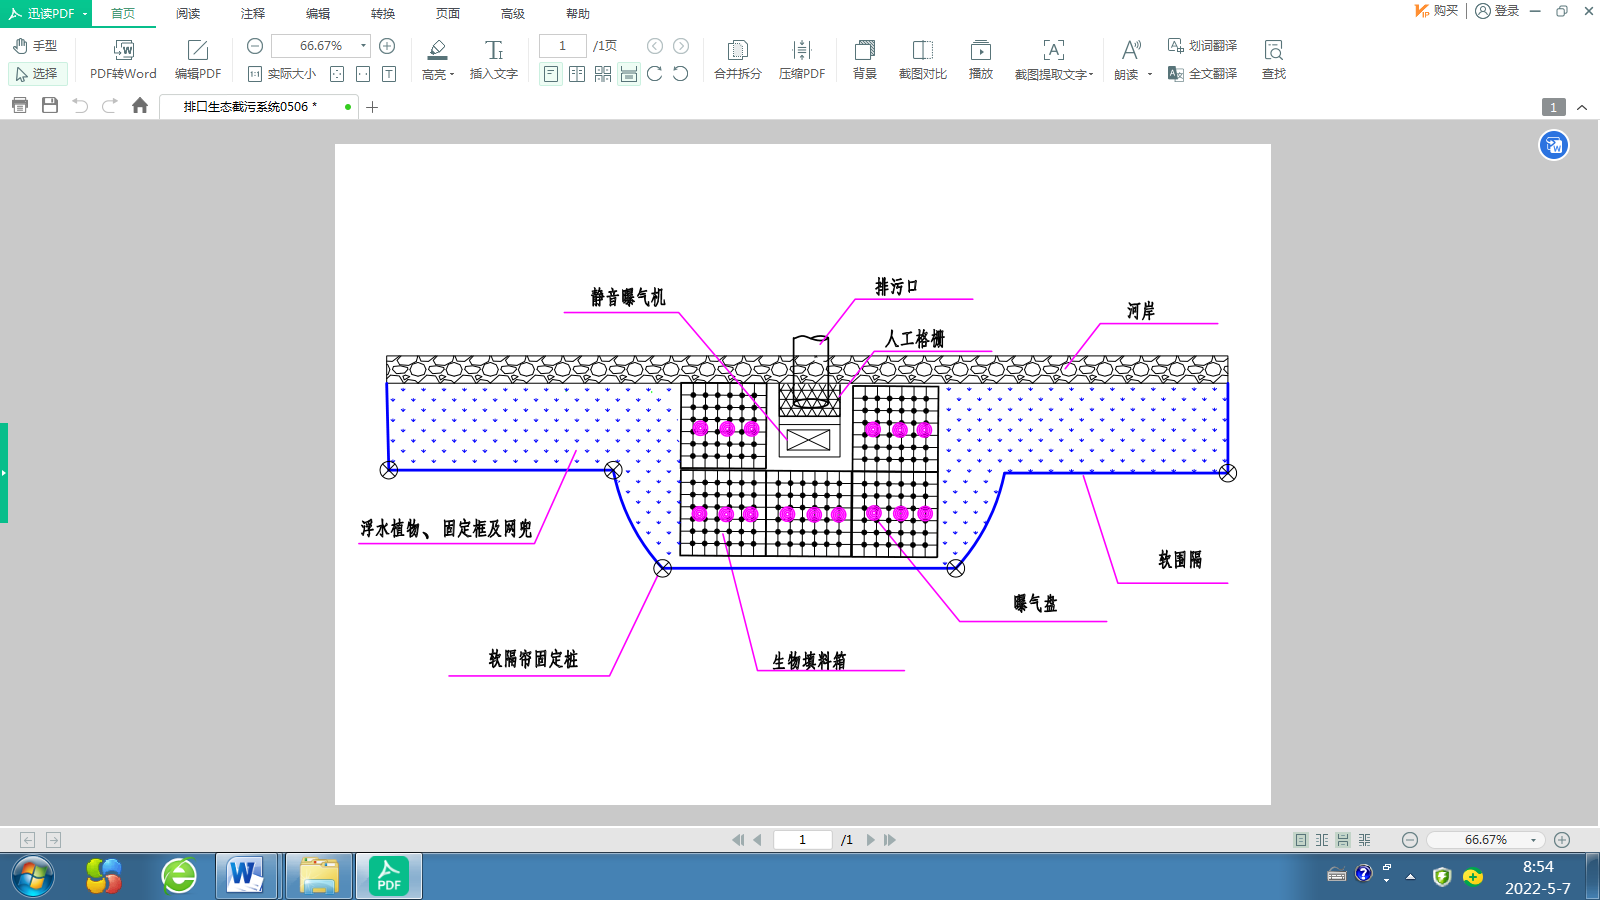 迅读PDF
首页 阅读 注释 编辑 转换 页面 高级 帮助
购买 登录
手型 选择
PDF转Word
编辑PDF
66.67%
1:1 实际大小
高亮
插入文字
1 /1页
合并拆分
压缩PDF
背景
截图对比
播放
截图提取文字
朗读
划词翻译
全文翻译
查找
排口生态截污系统0506 *
1
排污口
静音曝气机
河岸
人工格栅
浮水植物、固定框及网兜
软围隔
曝气盘
软隔帘固定桩
生物填料箱
1 /1
66.67%
PDF
8:54
2022-5-7